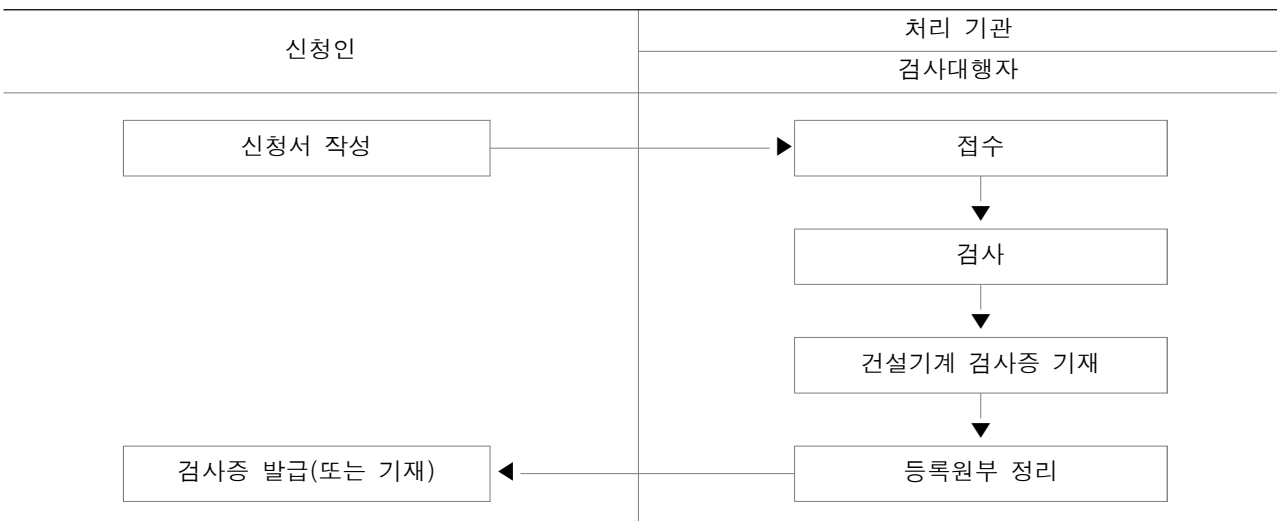 신청인
처리 기관
검사대행자
신청서 작성
접수
검사
건설기계 검사증 기재
검사증 발급(또는 기재)
등록원부 정리